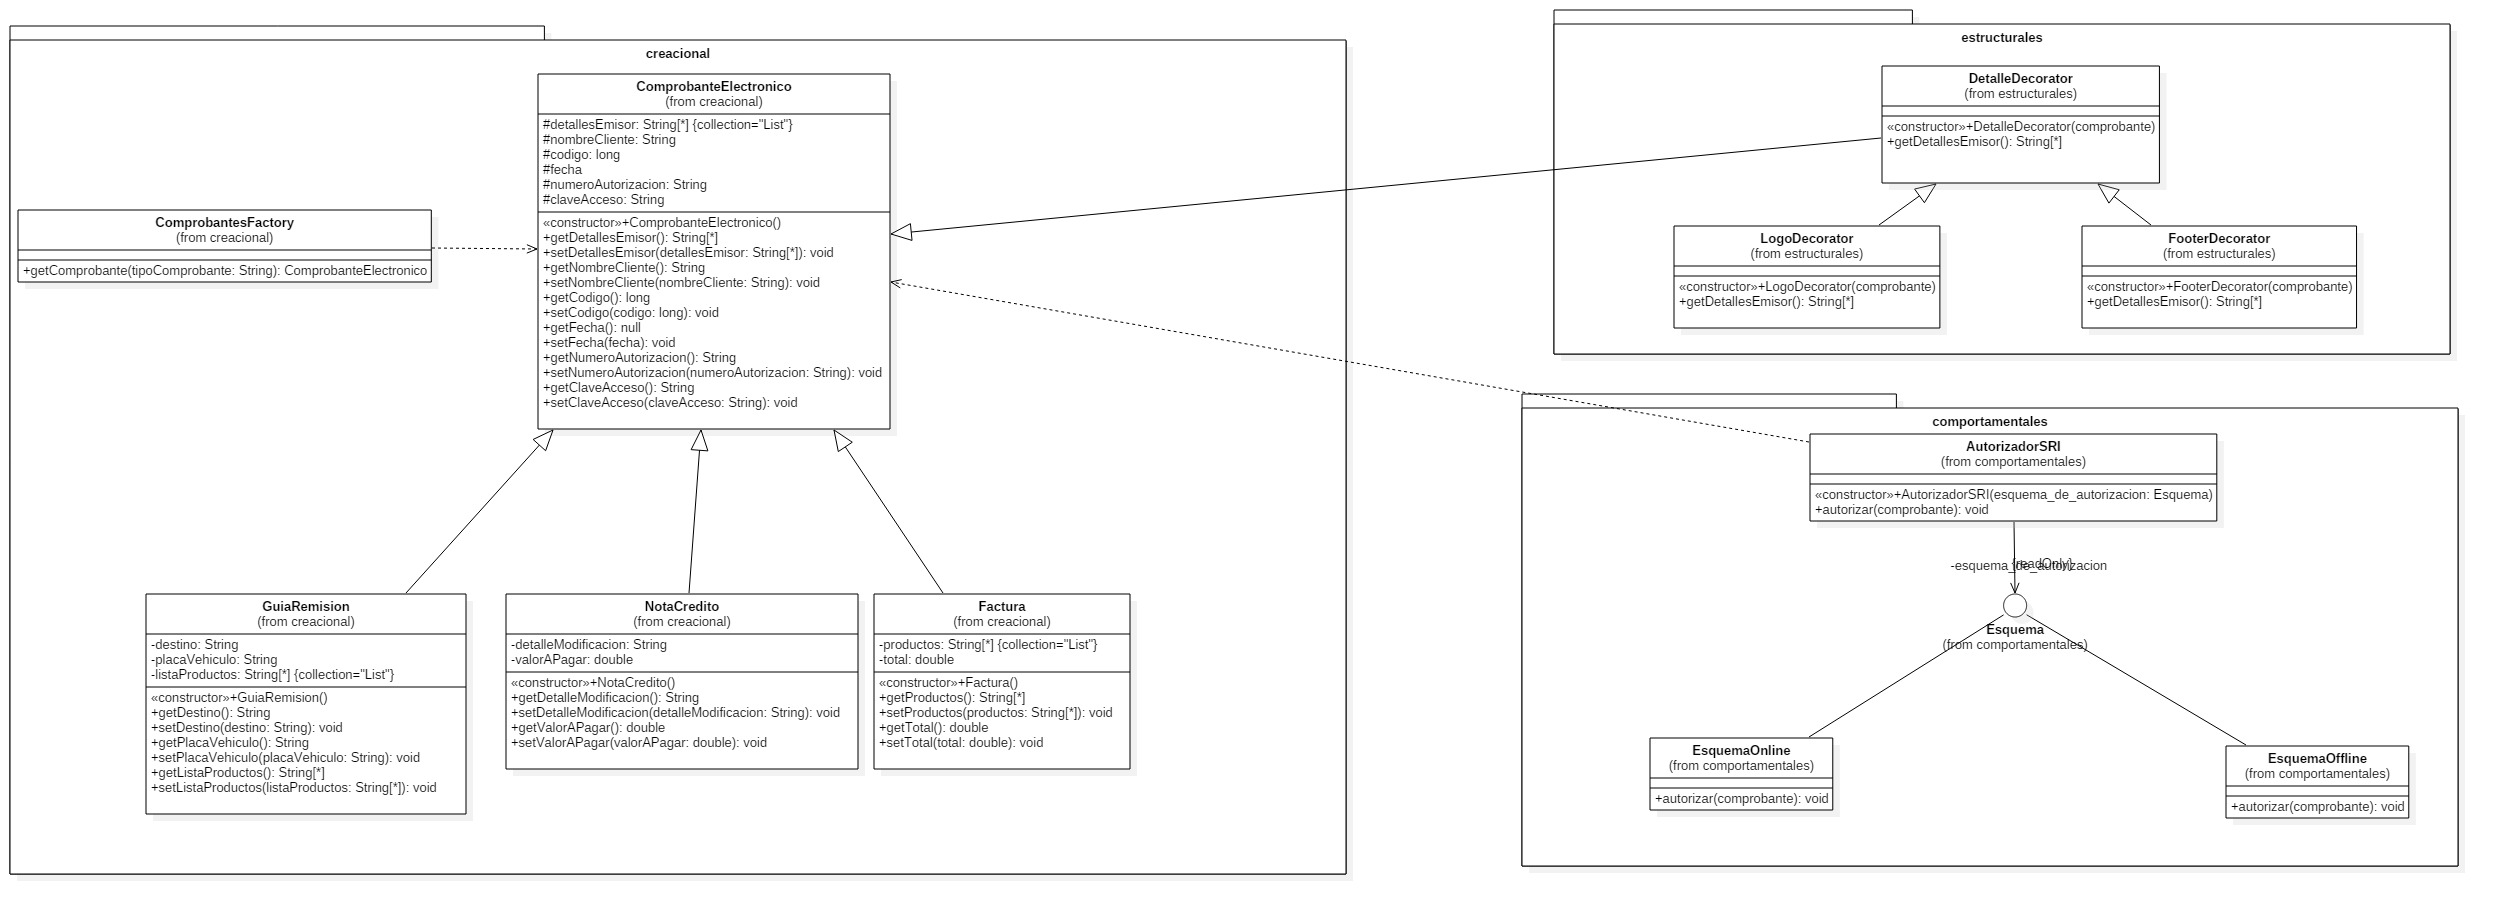 creacional
ComprobanteElectronico
(from creacional)
#detallesEmisor: String[*] {collection="List"}
#nombreCliente: String
#codigo: long
#fecha
#numeroAutorizacion: String
#claveAcceso: String
«constructor»+ComprobanteElectronico()
+getDetallesEmisor(): String[*]
+setDetallesEmisor(detallesEmisor: String[*]): void
+getNombreCliente(): String
+setNombreCliente(nombreCliente: String): void
+getCodigo(): long
+setCodigo(codigo: long): void
+getFecha(): null
+setFecha(fecha): void
+getNumeroAutorizacion(): String
+setNumeroAutorizacion(numeroAutorizacion: String): void
+getClaveAcceso(): String
+setClaveAcceso(claveAcceso: String): void
ComprobantesFactory
(from creacional)
+getComprobante(tipoComprobante: String): ComprobanteElectronico
GuiaRemision
(from creacional)
-destino: String
-placaVehiculo: String
-listaProductos: String[*] {collection="List"}
«constructor»+GuiaRemision()
+getDestino(): String
+setDestino(destino: String): void
+getPlacaVehiculo(): String
+setPlacaVehiculo(placaVehiculo: String): void
+getListaProductos(): String[*]
+setListaProductos(listaProductos: String[*]): void
NotaCredito
(from creacional)
-detalleModificacion: String
-valorAPagar: double
«constructor»+NotaCredito()
+getDetalleModificacion(): String
+setDetalleModificacion(detalleModificacion: String): void
+getValorAPagar(): double
+setValorAPagar(valorAPagar: double): void
Factura
(from creacional)
-productos: String[*] {collection="List"}
-total: double
«constructor»+Factura()
+getProductos(): String[*]
+setProductos(productos: String[*]): void
+getTotal(): double
+setTotal(total: double): void
estructurales
DetalleDecorator
(from estructurales)
«constructor»+DetalleDecorator(comprobante)
+getDetallesEmisor(): String[*]
LogoDecorator
(from estructurales)
«constructor»+LogoDecorator(comprobante)
+getDetallesEmisor(): String[*]
FooterDecorator
(from estructurales)
«constructor»+FooterDecorator(comprobante)
+getDetallesEmisor(): String[*]
comportamentales
AutorizadorSRI
(from comportamentales)
«constructor»+AutorizadorSRI(esquema_de_autorizacion: Esquema)
+autorizar(comprobante): void
{readOnly}
-esquema_de_autorizacion
Esquema
(from comportamentales)
EsquemaOnline
(from comportamentales)
+autorizar(comprobante): void
EsquemaOffline
(from comportamentales)
+autorizar(comprobante): void